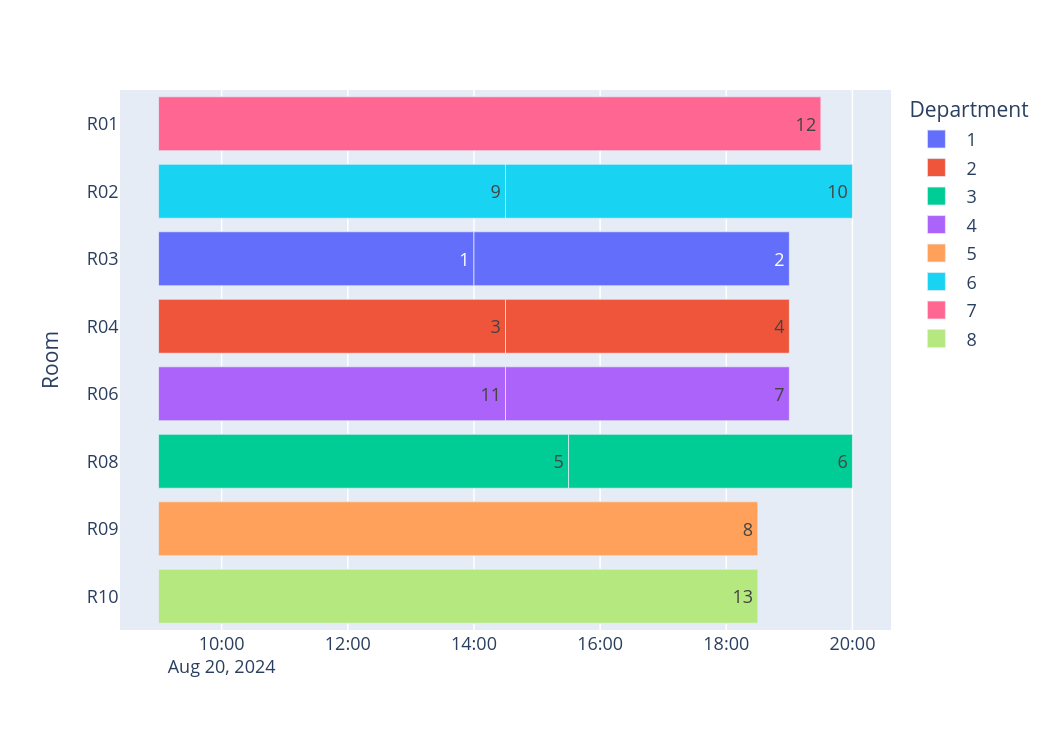 Department
1
2
3
4
5
6
7
8
Room
R01 12
R02 9 10
R03 1 2
R04 3 4
R06 11 7
R08 5 6
R09 8
R10 13
10:00 12:00 14:00 16:00 18:00 20:00
Aug 20, 2024